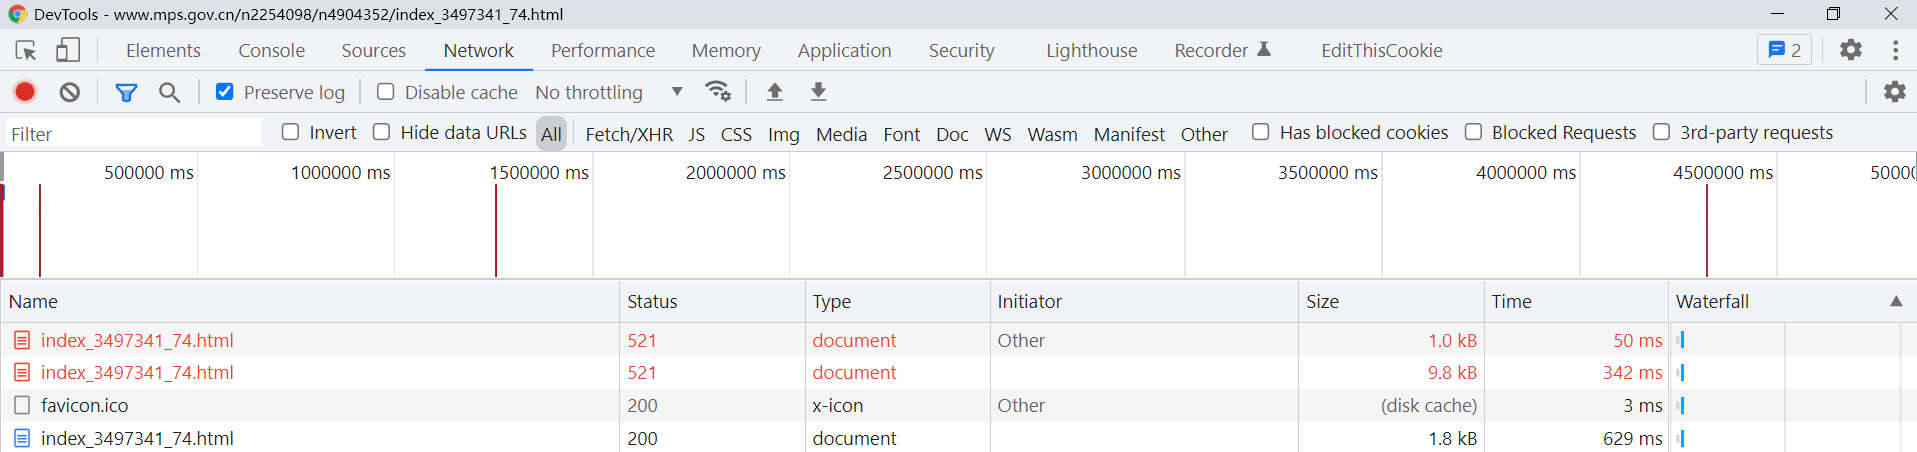 DevTools - www.mps.gov.cn/n2254098/n4904352/index_3497341_74.html
Elements Console Sources Network Performance Memory Application Security Lighthouse Recorder EditThisCookie 2
Preserve log Disable cache No throttling
Filter Invert Hide data URLs All Fetch/XHR JS CSS Img Media Font Doc WS Wasm Manifest Other Has blocked cookies Blocked Requests 3rd-party requests
500000 ms 1000000 ms 1500000 ms 2000000 ms 2500000 ms 3000000 ms 3500000 ms 4000000 ms 4500000 ms
Name Status Type Initiator Size Time Waterfall
index_3497341_74.html 521 document Other 1.0 kB 50 ms
index_3497341_74.html 521 document 9.8 kB 342 ms
favicon.ico 200 x-icon Other (disk cache) 3 ms
index_3497341_74.html 200 document 1.8 kB 629 ms